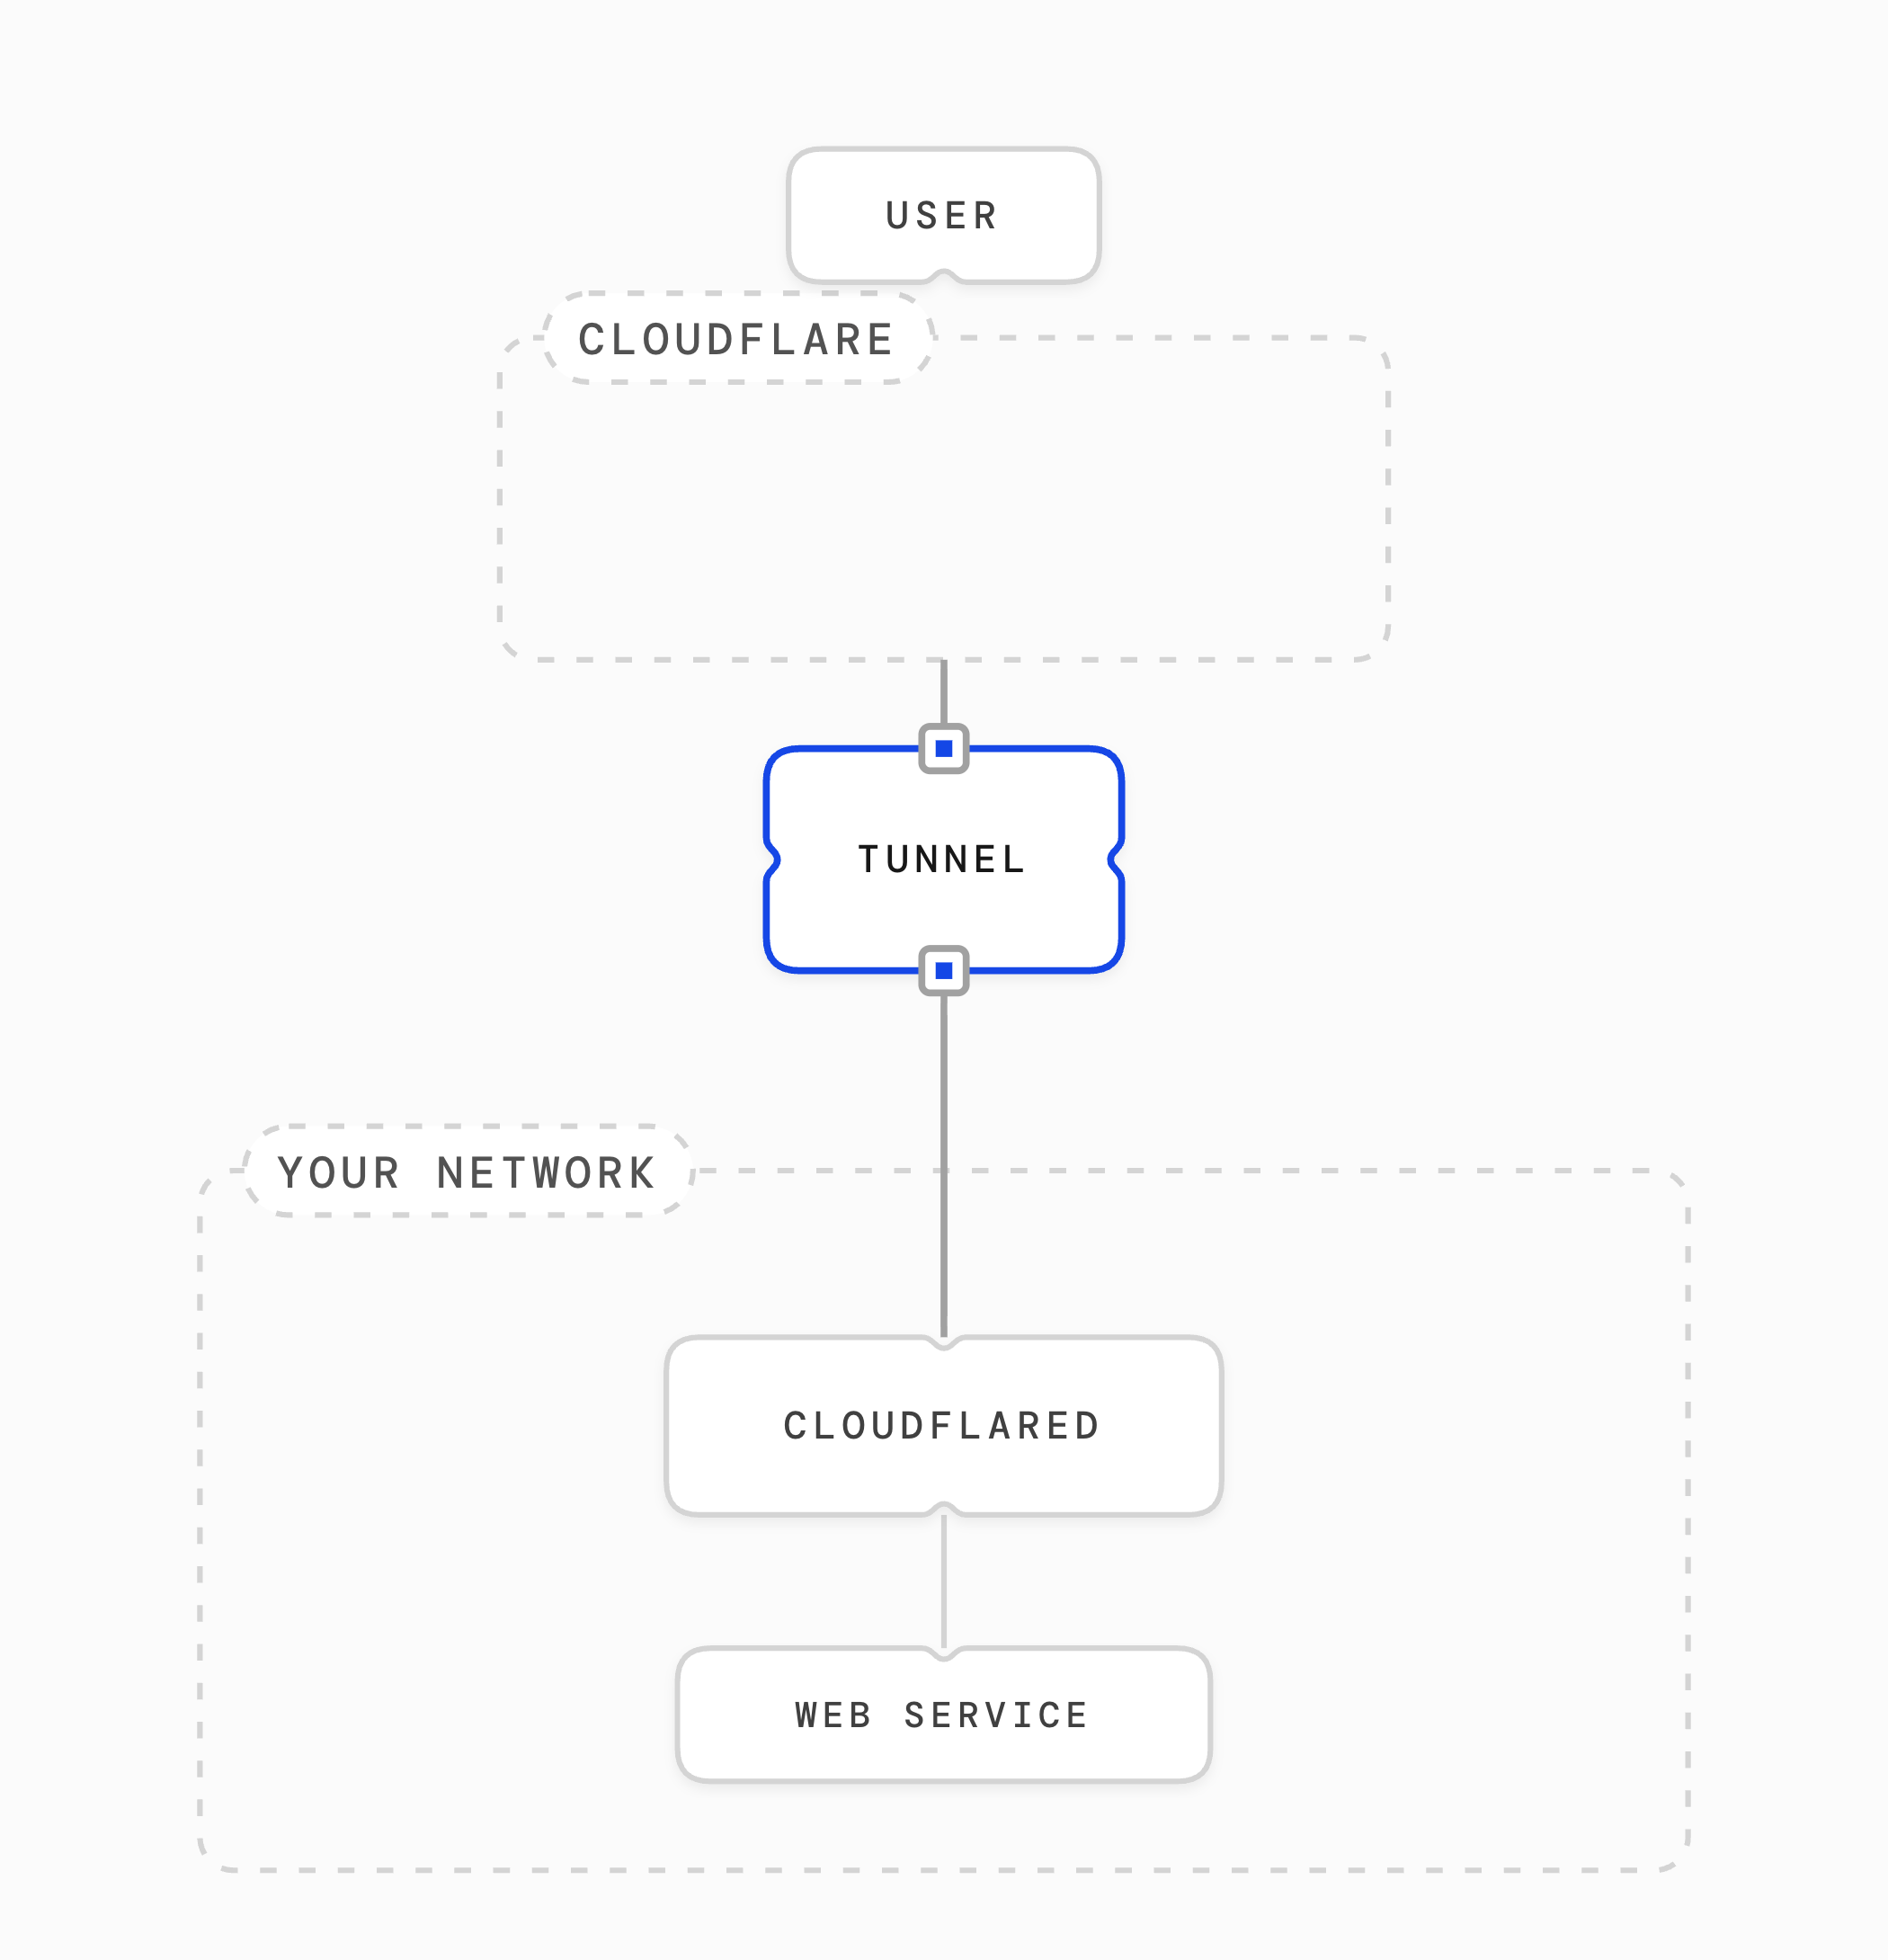 USER
CLOUDFLARE
TUNNEL
YOUR NETWORK
CLOUDFLARED
WEB SERVICE